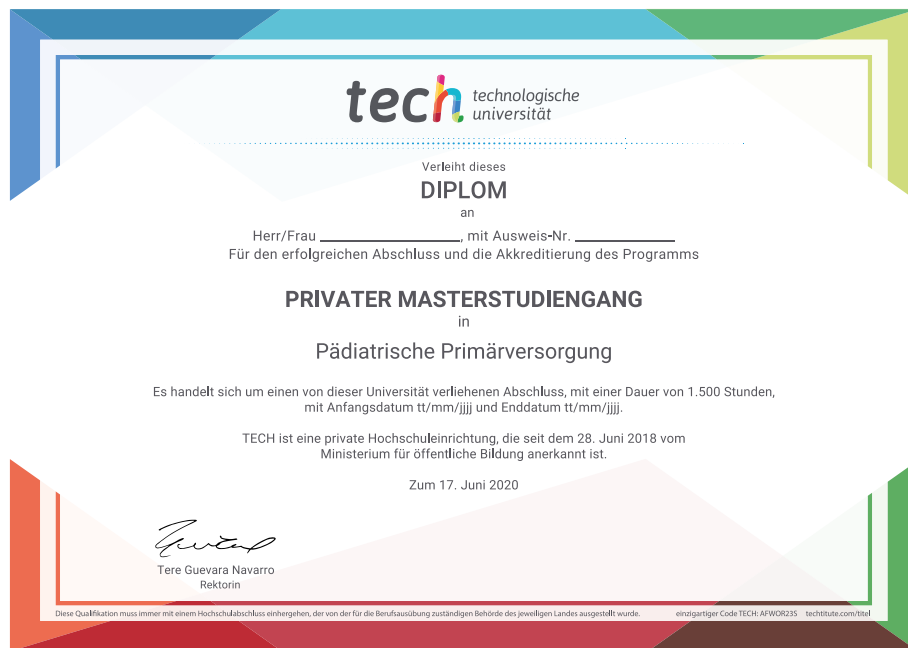 tech technologische
universität
Verleiht dieses
DIPLOM
an
Herr/Frau ____________, mit Ausweis-Nr. ____________
Für den erfolgreichen Abschluss und die Akkreditierung des Programms
PRIVATER MASTERSTUDIENGANG
in
Pädiatrische Primärversorgung
Es handelt sich um einen von dieser Universität verliehenen Abschluss, mit einer Dauer von 1.500 Stunden,
mit Anfangsdatum tt/mm/jjjj und Enddatum tt/mm/jjjj.
TECH ist eine private Hochschuleinrichtung, die seit dem 28. Juni 2018 vom
Ministerium für öffentliche Bildung anerkannt ist.
Zum 17. Juni 2020
Tere Guevara Navarro
Rektorin
Diese Qualifikation muss immer mit einem Hochschulabschluss einhergehen, der von der für die Berufsausübung zuständigen Behörde des jeweiligen Landes ausgestellt wurde. einzigartiger Code TECH: AFWOR23S techtitute.com/titel